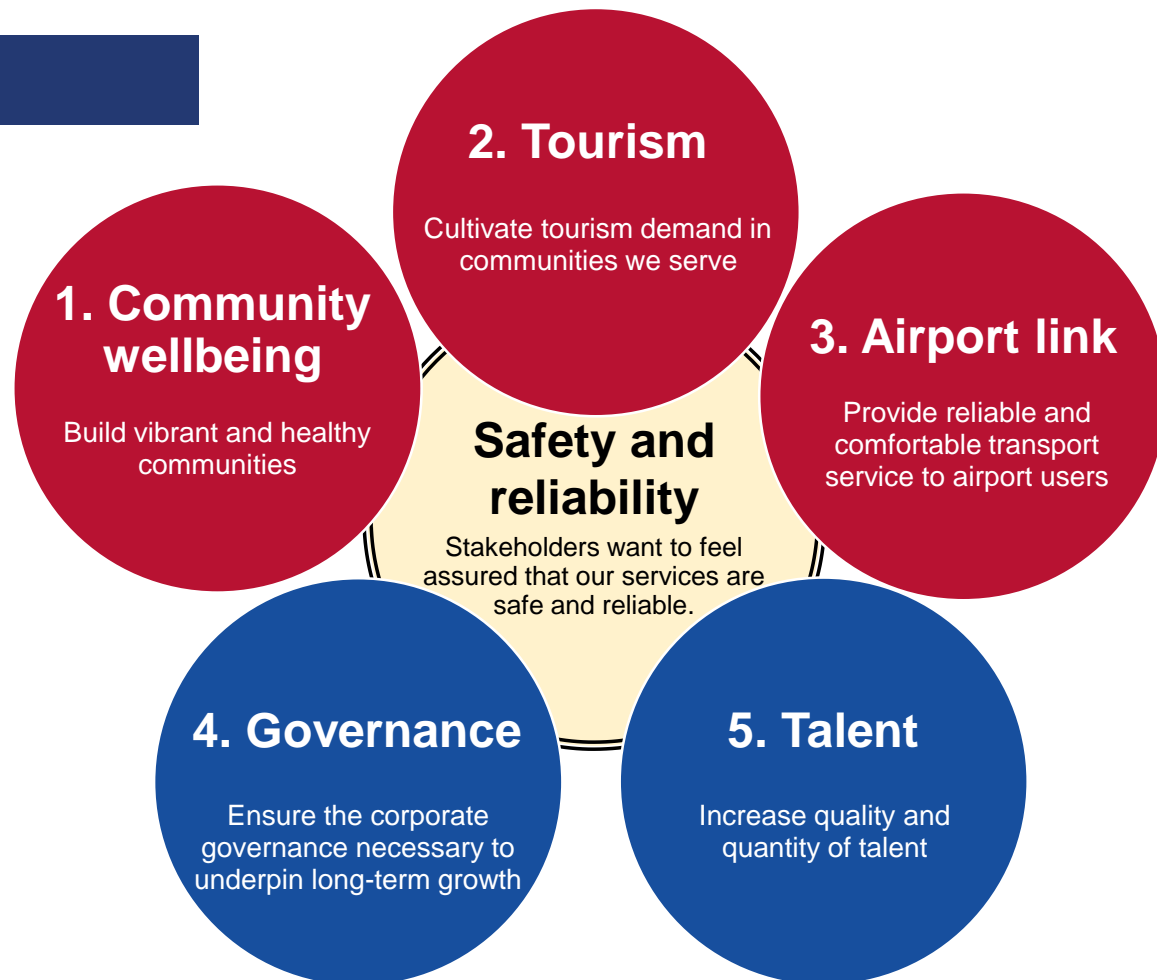 1. Community
wellbeing
Build vibrant and healthy
communities
2. Tourism
Cultivate tourism demand in
communities we serve
3. Airport link
Provide reliable and
comfortable transport
service to airport users
Safety and
reliability
Stakeholders want to feel
assured that our services are
safe and reliable.
4. Governance
Ensure the corporate
governance necessary to
underpin long-term growth
5. Talent
Increase quality and
quantity of talent